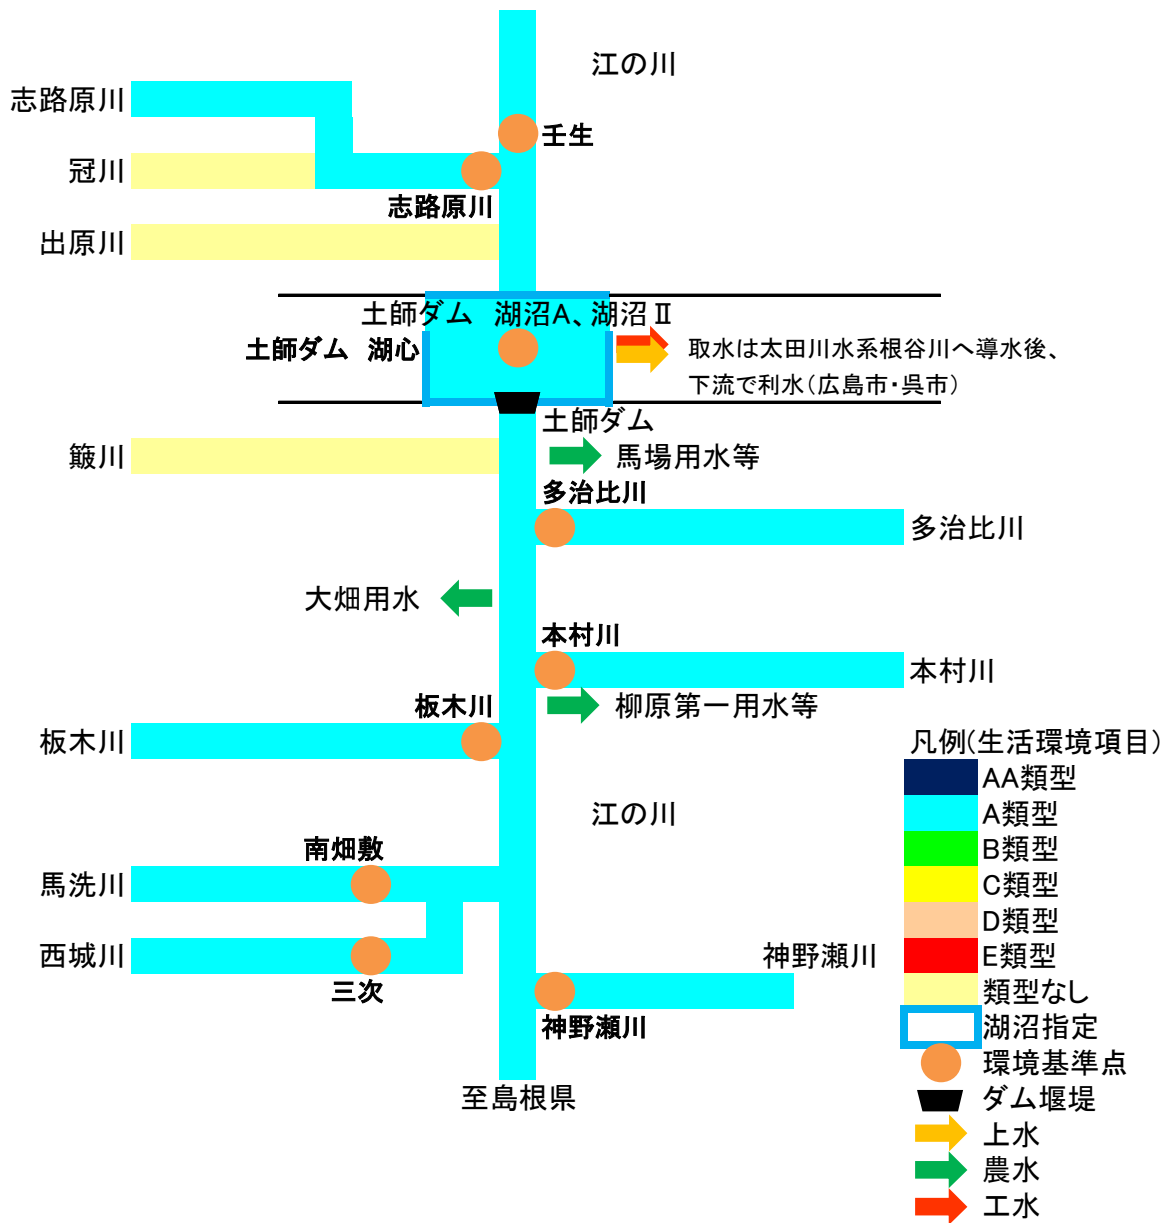 江の川
志路原川
壬生
冠川
志路原川
出原川
土師ダム 湖沼A、湖沼Ⅱ
土師ダム 湖心
取水は太田川水系根谷川へ導水後、
下流で利水(広島市・呉市)
土師ダム
簸川
馬場用水等
多治比川
多治比川
大畑用水
本村川
本村川
板木川
柳原第一用水等
板木川
江の川
南畑敷
馬洗川
西城川
三次
神野瀬川
神野瀬川
至島根県
凡例(生活環境項目)
AA類型
A類型
B類型
C類型
D類型
E類型
類型なし
湖沼指定
環境基準点
ダム堰堤
上水
農水
工水